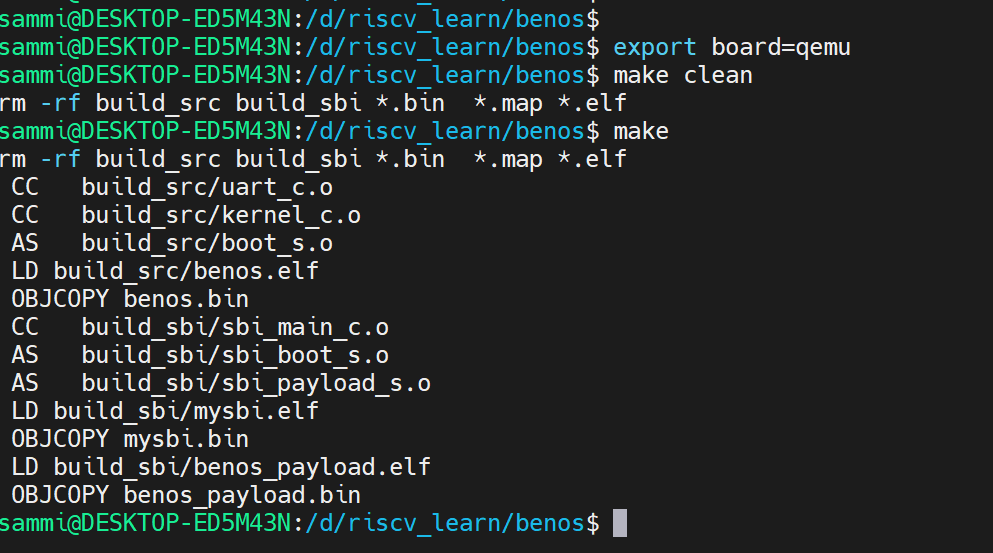 sammi@DESKTOP-ED5M43N:/d/riscv_learn/benos$
sammi@DESKTOP-ED5M43N:/d/riscv_learn/benos$ export board=qemu
sammi@DESKTOP-ED5M43N:/d/riscv_learn/benos$ make clean
rm -rf build_src build_sbi *.bin  *.map *.elf
sammi@DESKTOP-ED5M43N:/d/riscv_learn/benos$ make
rm -rf build_src build_sbi *.bin  *.map *.elf
 CC   build_src/uart_c.o
 CC   build_src/kernel_c.o
 AS   build_src/boot_s.o
 LD build_src/benos.elf
 OBJCOPY benos.bin
 CC   build_sbi/sbi_main_c.o
 AS   build_sbi/sbi_boot_s.o
 AS   build_sbi/sbi_payload_s.o
 LD build_sbi/mysbi.elf
 OBJCOPY mysbi.bin
 LD build_sbi/benos_payload.elf
 OBJCOPY benos_payload.bin
sammi@DESKTOP-ED5M43N:/d/riscv_learn/benos$